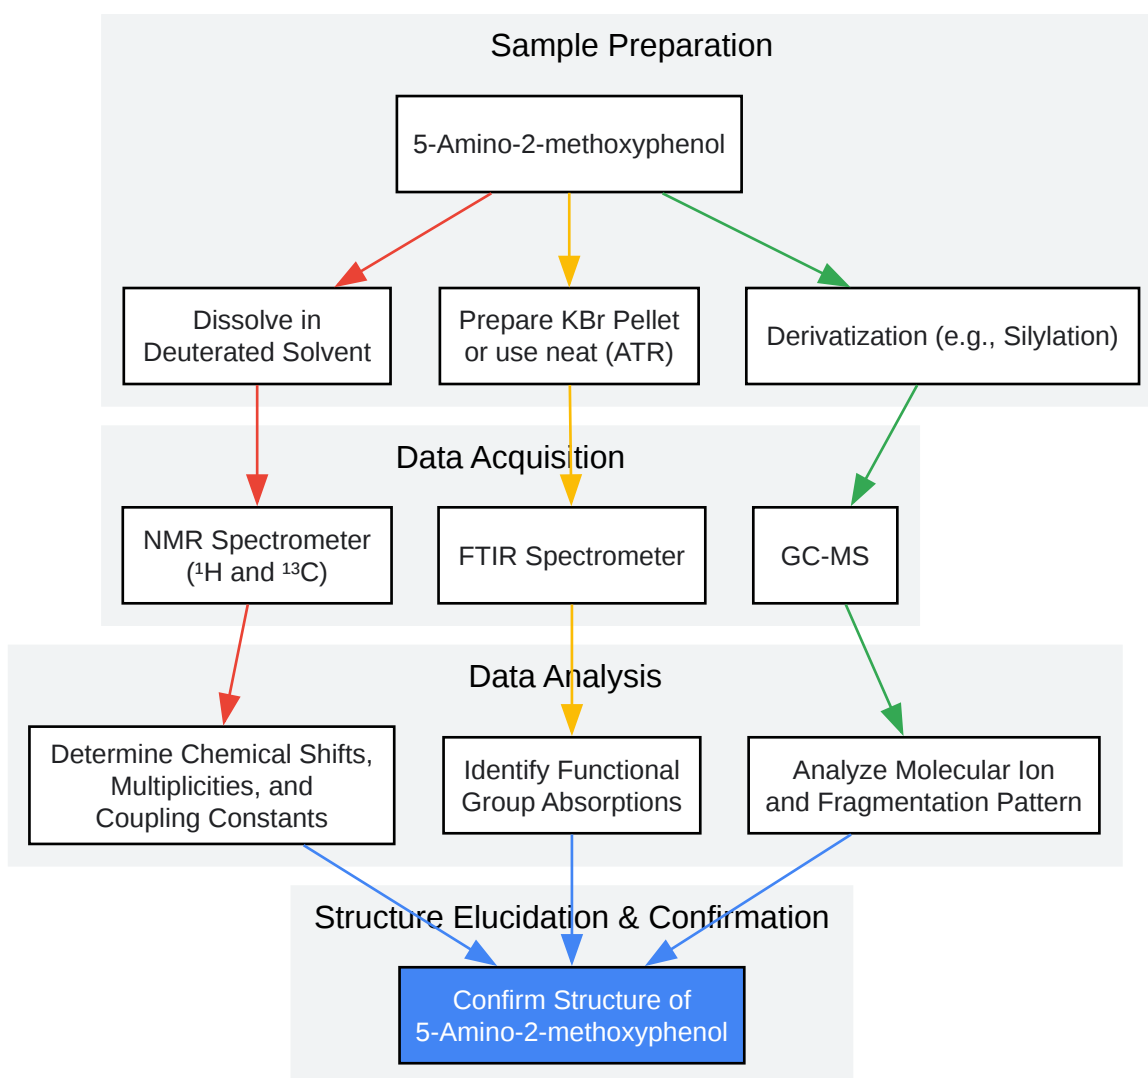 Sample Preparation
5-Amino-2-methoxyphenol
Dissolve in
Deuterated Solvent
Prepare KBr Pellet
or use neat (ATR)
Derivatization (e.g., Silylation)
Data Acquisition
NMR Spectrometer
(¹H and ¹³C)
FTIR Spectrometer
GC-MS
Data Analysis
Determine Chemical Shifts,
Multiplicities, and
Coupling Constants
Identify Functional
Group Absorptions
Analyze Molecular Ion
and Fragmentation Pattern
Structure Elucidation & Confirmation
Confirm Structure of
5-Amino-2-methoxyphenol